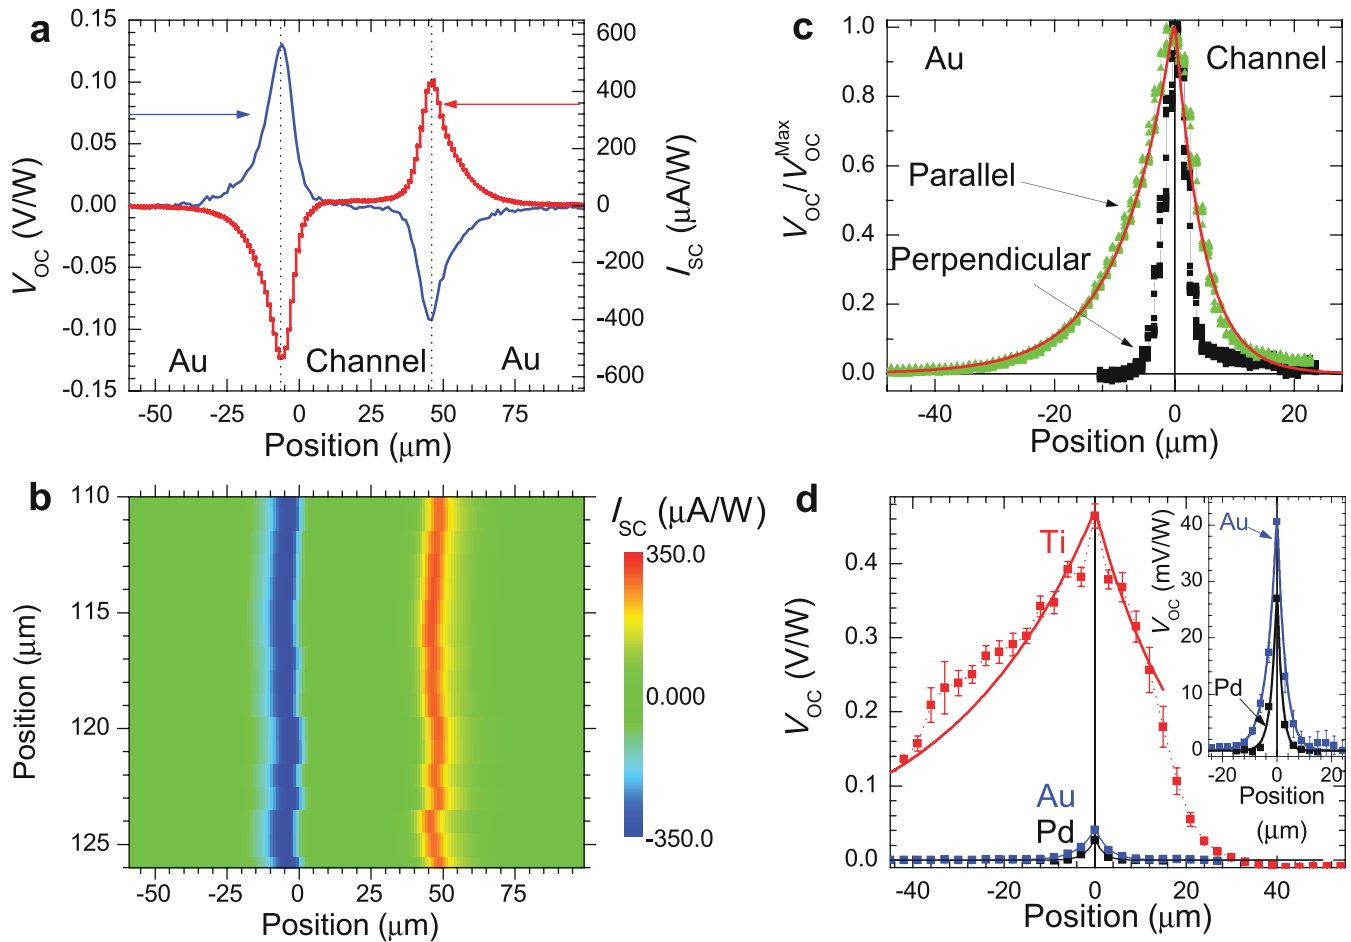 a
0.15
0.10
0.05
0.00
-0.05
-0.10
-0.15
V_OC (V/W)
600
400
200
0
-200
-400
-600
I_SC (μA/W)
Au
Channel
Au
-50
-25
0
25
50
75
Position (μm)
c
1.0
0.8
0.6
0.4
0.2
0.0
V_OC/V_OC^Max
Au
Channel
Parallel
Perpendicular
-40
-20
0
20
Position (μm)
b
110
115
120
125
Position (μm)
-50
-25
0
25
50
75
Position (μm)
I_SC (μA/W)
350.0
0.000
-350.0
d
0.4
0.3
0.2
0.1
0.0
V_OC (V/W)
Ti
Au
Pd
-40
-20
0
20
40
Position (μm)
Au
Pd
40
30
20
10
0
V_OC (mV/W)
-20
0
20
Position
(μm)